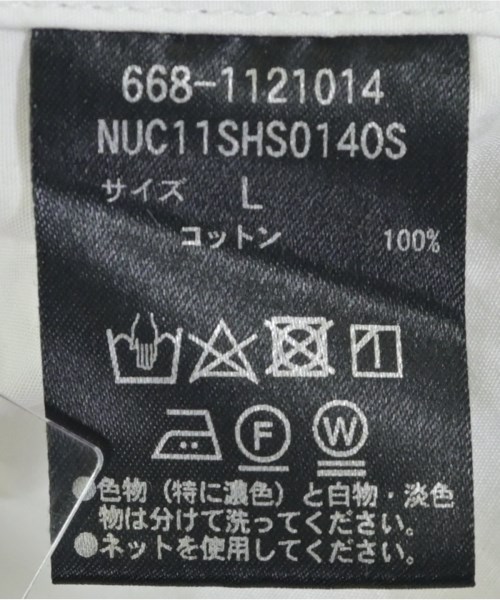 668-1121014
NUC11SHS0140S
サイズ L
コットン 100%
F W
●色物（特に濃色）と白物・淡色
物は分けて洗ってください。
●ネットを使用してください。